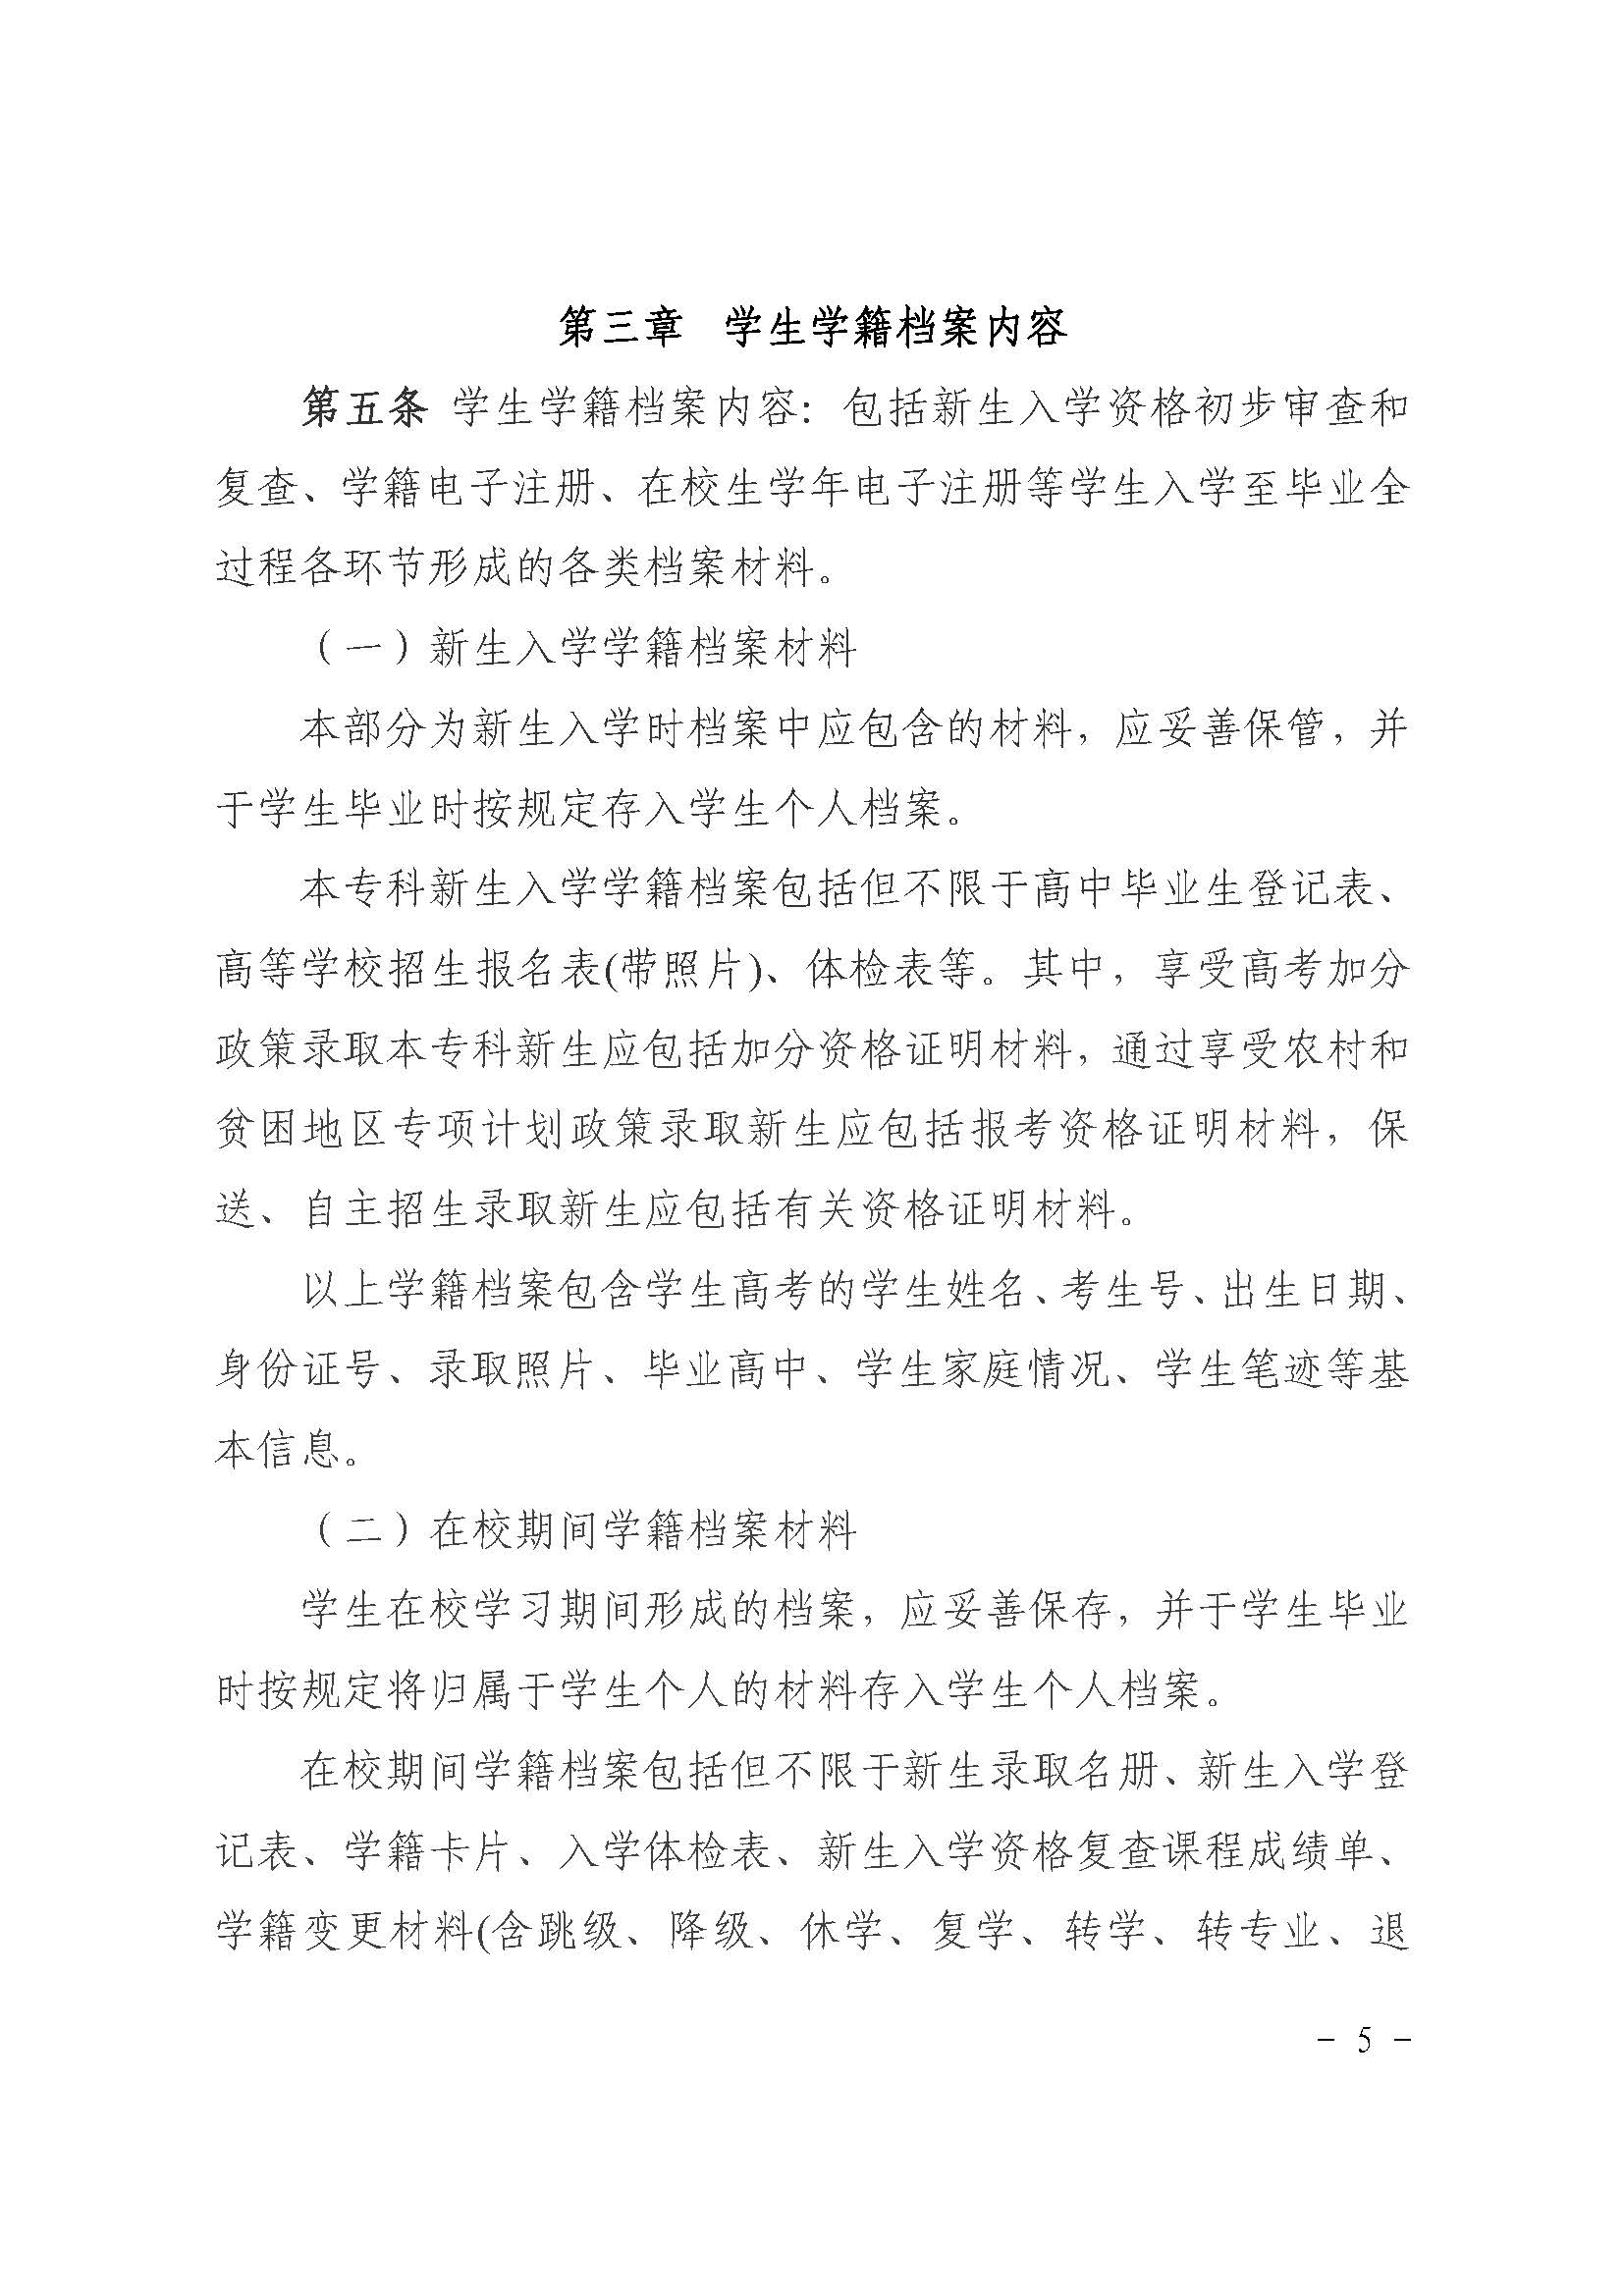 第三章 学生学籍档案内容
第五条 学生学籍档案内容：包括新生入学资格初步审查和
复查、学籍电子注册、在校生学年电子注册等学生入学至毕业全
过程各环节形成的各类档案材料。
（一）新生入学学籍档案材料
本部分为新生入学时档案中应包含的材料，应妥善保管，并
于学生毕业时按规定存入学生个人档案。
本专科新生入学学籍档案包括但不限于高中毕业生登记表、
高等学校招生报名表(带照片)、体检表等。其中，享受高考加分
政策录取本专科新生应包括加分资格证明材料，通过享受农村和
贫困地区专项计划政策录取新生应包括报考资格证明材料，保
送、自主招生录取新生应包括有关资格证明材料。
以上学籍档案包含学生高考的学生姓名、考生号、出生日期、
身份证号、录取照片、毕业高中、学生家庭情况、学生笔迹等基
本信息。
（二）在校期间学籍档案材料
学生在校学习期间形成的档案，应妥善保存，并于学生毕业
时按规定将归属于学生个人的材料存入学生个人档案。
在校期间学籍档案包括但不限于新生录取名册、新生入学登
记表、学籍卡片、入学体检表、新生入学资格复查课程成绩单、
学籍变更材料(含跳级、降级、休学、复学、转学、转专业、退
- 5 -